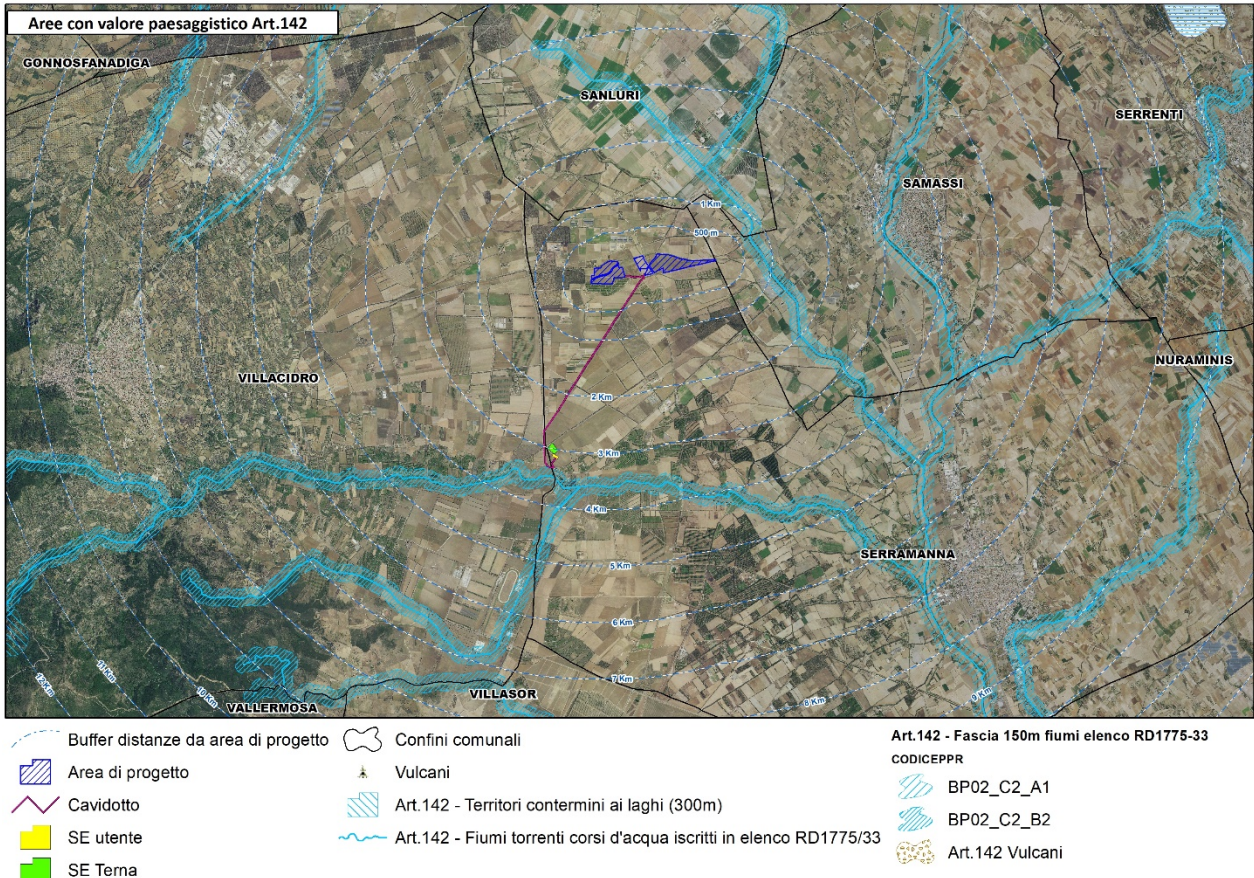 Aree con valore paesaggistico Art.142
GONNOSFANADIGA
SANLURI
SERRENTI
SAMASSI
1 Km
500 m
NURAMINIS
VILLACIDRO
2 Km
3 Km
4 Km
SERRAMANNA
5 Km
6 Km
7 Km
8 Km
9 Km
10 Km
11 Km
12 Km
VILLASOR
VALLERMOSA
Buffer distanze da area di progetto
Area di progetto
Cavidotto
SE utente
SE Terna
Confini comunali
Vulcani
Art.142 - Territori contermini ai laghi (300m)
Art.142 - Fiumi torrenti corsi d'acqua iscritti in elenco RD1775/33
Art.142 - Fascia 150m fiumi elenco RD1775-33
CODICEPPR
BP02_C2_A1
BP02_C2_B2
Art.142 Vulcani